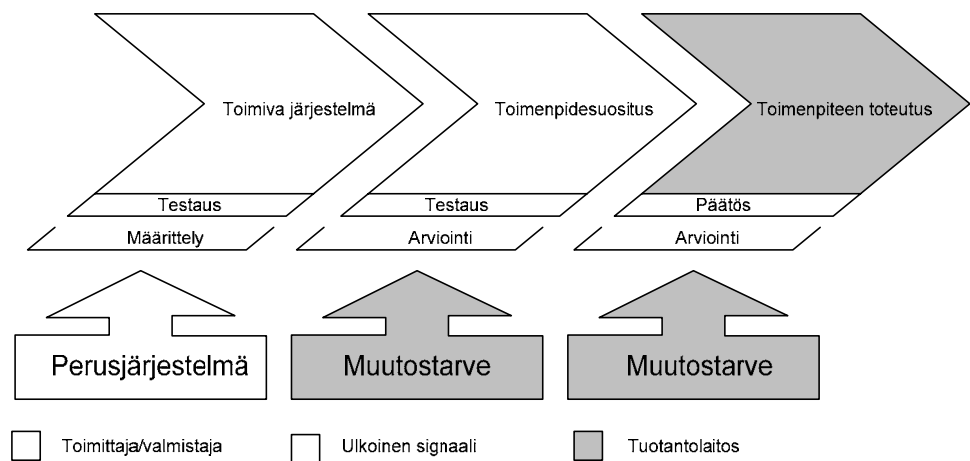 Toimiva järjestelmä
Toimenpidesuositus
Toimenpiteen toteutus
Testaus
Testaus
Päätös
Määrittely
Arviointi
Arviointi
Perusjärjestelmä
Muutostarve
Muutostarve
Toimittaja/valmistaja
Ulkoinen signaali
Tuotantolaitos